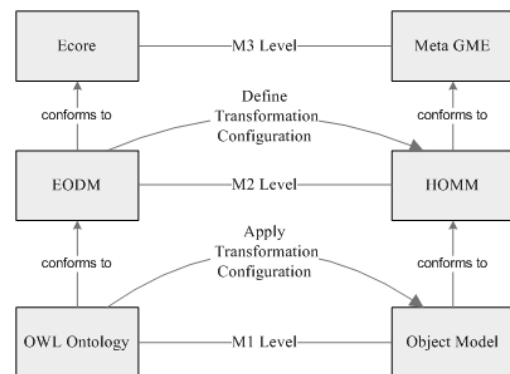 Ecore
M3 Level
Meta GME
conforms to
Define
Transformation
Configuration
conforms to
EODM
M2 Level
HOMM
conforms to
Apply
Transformation
Configuration
conforms to
OWL Ontology
M1 Level
Object Model